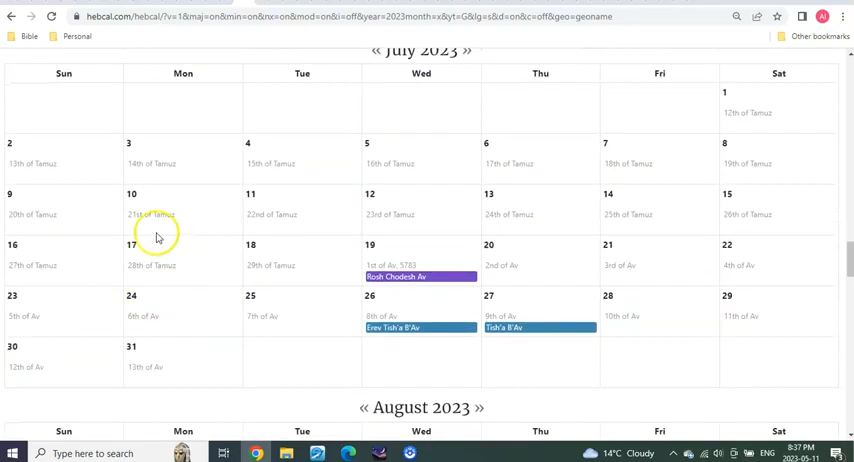 hebcal.com/hebcal/?v=1&maj=on&min=on&nx=on&mod=on&i=off&year=2023month=x&yt=G&lg=s&d=on&c=off&geo=geoname
AI
Bible
Personal
Other bookmarks
« July 2023 »
Sun Mon Tue Wed Thu Fri Sat
1
12th of Tamuz
2 3 4 5 6 7 8
13th of Tamuz 14th of Tamuz 15th of Tamuz 16th of Tamuz 17th of Tamuz 18th of Tamuz 19th of Tamuz
9 10 11 12 13 14 15
20th of Tamuz 21st of Tamuz 22nd of Tamuz 23rd of Tamuz 24th of Tamuz 25th of Tamuz 26th of Tamuz
16 17 18 19 20 21 22
27th of Tamuz 28th of Tamuz 29th of Tamuz 1st of Av, 5783 2nd of Av 3rd of Av 4th of Av
Rosh Chodesh Av
23 24 25 26 27 28 29
5th of Av 6th of Av 7th of Av 8th of Av 9th of Av 10th of Av 11th of Av
Erev Tish'a B'Av Tish'a B'Av
30 31
12th of Av 13th of Av
« August 2023 »
Sun Mon Tue Wed Thu Fri Sat
Type here to search
14°C Cloudy
ENG
8:37 PM
2023-05-11
3